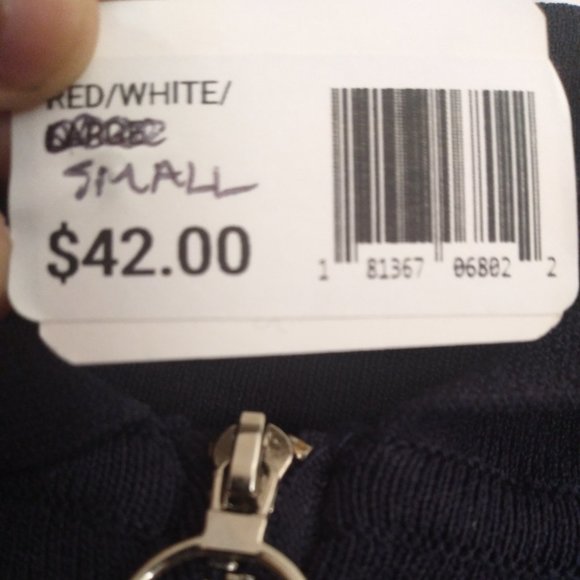 RED/WHITE/
SMALL
$42.00
1 81367 06802 2